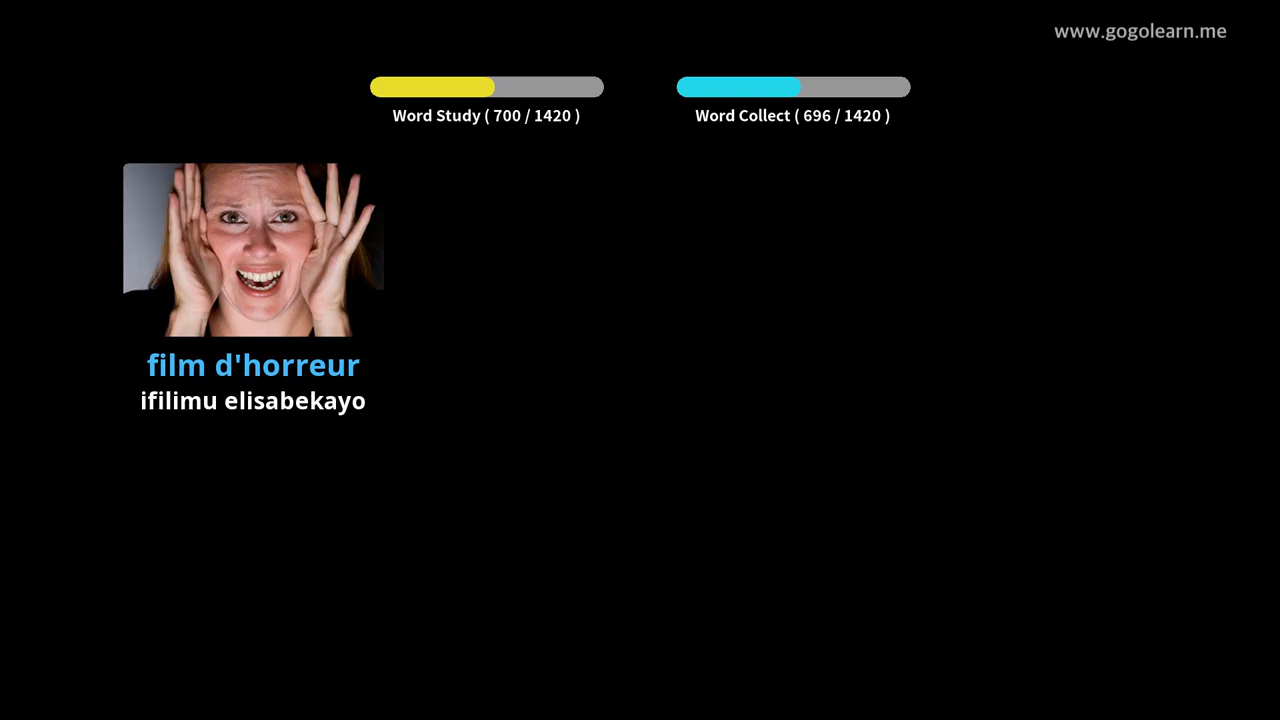 www.gogolearn.me
Word Study ( 700 / 1420 )
Word Collect ( 696 / 1420 )
film d'horreur
ifilimu elisabekayo